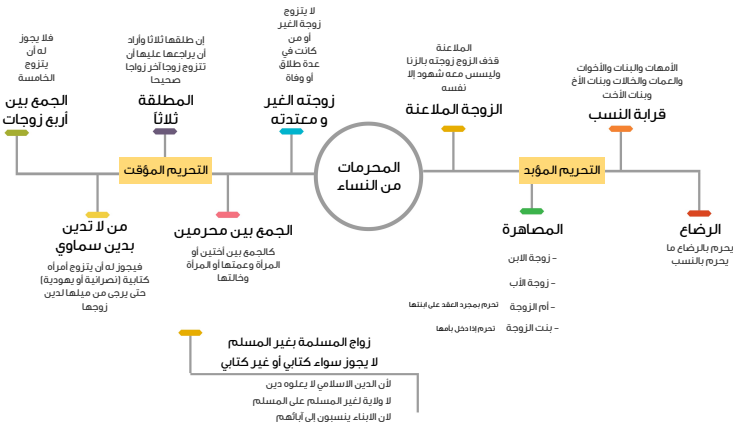 المحرمات
من النساء
التحريم المؤبد
الأمهات والبنات والأخوات
والعمات والخالات وبنات الأخ
وبنات الأخت
قرابة النسب
الرضاع
يحرم بالرضاع ما
يحرم بالنسب
الملاعنة
قذف الزوج زوجته بالزنا
وليسس معه شهود إلا
نفسه
الزوجة الملاعنة
المصاهرة
- زوجة الابن
- زوجة الأب
- أم الزوجة تحرم بمجرد العقد على ابنتها
- بنت الزوجة تحرم إذا دخل بأمها
التحريم المؤقت
لا يتزوج
زوجة الغير
أو من
كانت في
عدة طلاق
أو وفاة
زوجته الغير
و معتدته
إن طلقها ثلاثا وأراد
أن يراجعها عليها أن
تتزوج زوجا آخر زواجا
صحيحا
المطلقة
ثلاثاً
فلا يجوز
له أن
يتزوج
الخامسة
الجمع بين
أربع زوجات
الجمع بين محرمين
كالجمع بين أختين أو
المرأة وعمتها أو المرأة
وخالتها
من لا تدين
بدين سماوي
فيجوز له أن يتزوج أمرأه
كتابية (نصرانية أو يهودية)
حتى يرجى من ميلها لدين
زوجها
زواج المسلمة بغير المسلم
لا يجوز سواء كتابي أو غير كتابي
لأن الدين الاسلامي لا يعلوه دين
لا ولاية لغير المسلم على المسلم
لان الابناء ينسبون إلى آبائهم